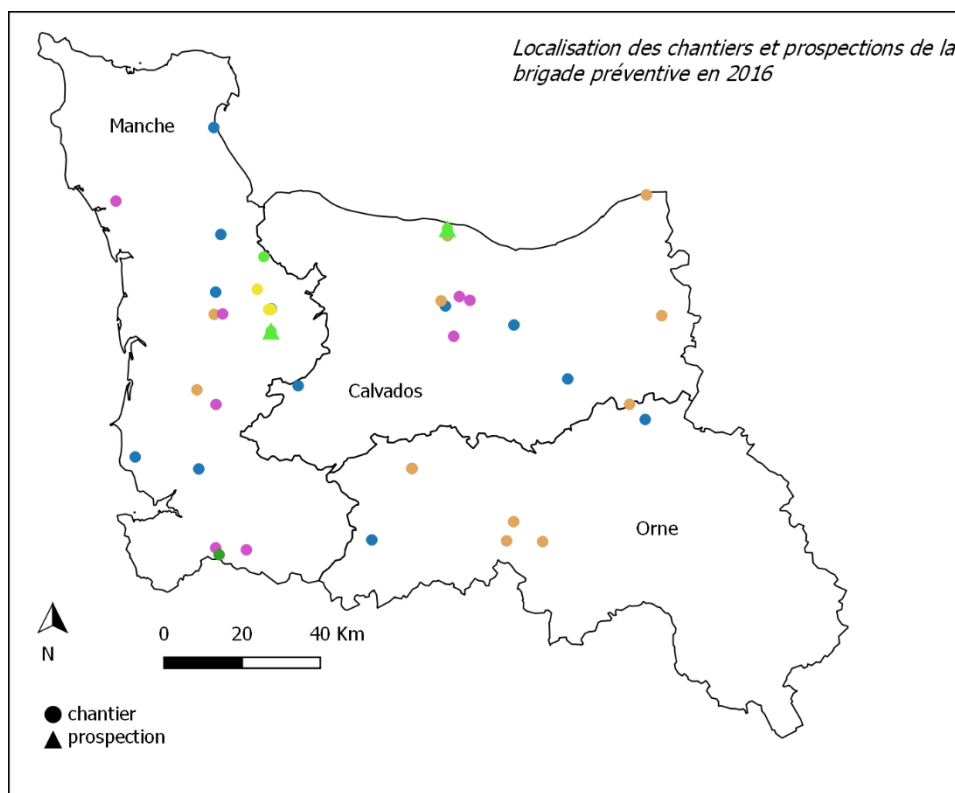 Localisation des chantiers et prospections de la
brigade préventive en 2016
Manche
Calvados
Orne
N
0 20 40 Km
chantier
prospection